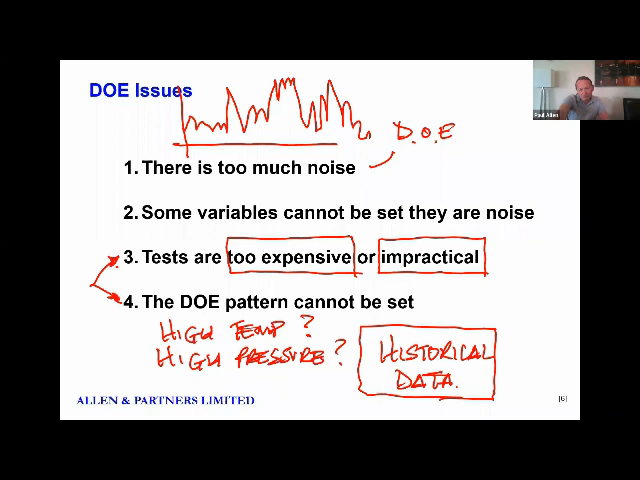 Paul Allen
DOE Issues
D.O.E
1. There is too much noise
2. Some variables cannot be set they are noise
3. Tests are too expensive or impractical
4. The DOE pattern cannot be set
HIGH TEMP?
HIGH PRESSURE?
HISTORICAL
DATA.
ALLEN & PARTNERS LIMITED
[6]